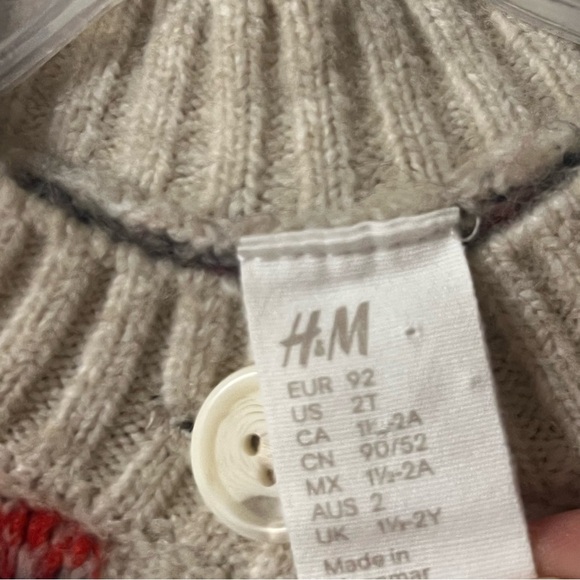 H&M
EUR 92
US 2T
CA 1½-2A
CN 90/52
MX 1½-2A
AUS 2
UK 1½-2Y
Made in